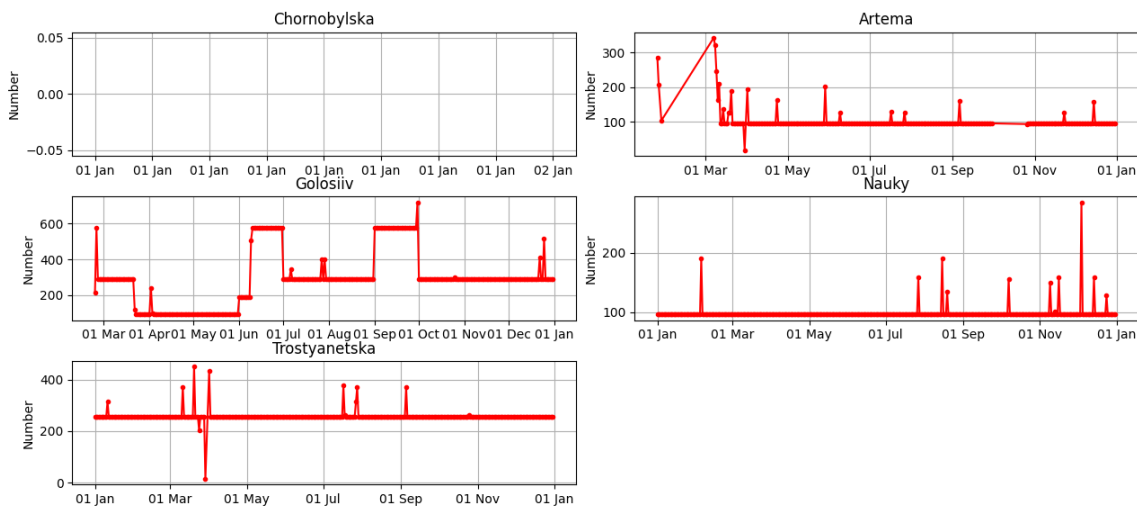 Chornobylska
Number
0.05
0.00
−0.05
01 Jan 01 Jan 01 Jan 01 Jan 01 Jan 01 Jan 01 Jan 01 Jan 02 Jan
Artema
Number
300
200
100
01 Mar 01 May 01 Jul 01 Sep 01 Nov 01 Jan
Golosiiv
Number
600
400
200
01 Mar 01 Apr 01 May 01 Jun 01 Jul 01 Aug 01 Sep 01 Oct 01 Nov 01 Dec 01 Jan
Nauky
Number
200
100
01 Jan 01 Mar 01 May 01 Jul 01 Sep 01 Nov 01 Jan
Trostyanetska
Number
400
200
0
01 Jan 01 Mar 01 May 01 Jul 01 Sep 01 Nov 01 Jan